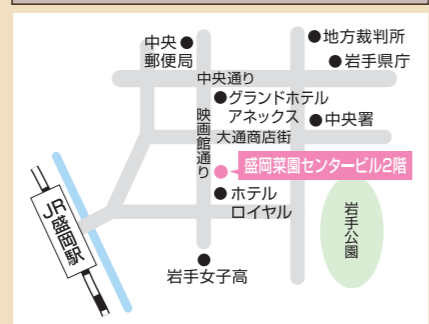 中央
郵便局
地方裁判所
岩手県庁
中央通り
グランドホテル
アネックス
中央署
映画館通り
大通商店街
盛岡菜園センタービル2階
ホテル
ロイヤル
岩手公園
JR盛岡駅
岩手女子高